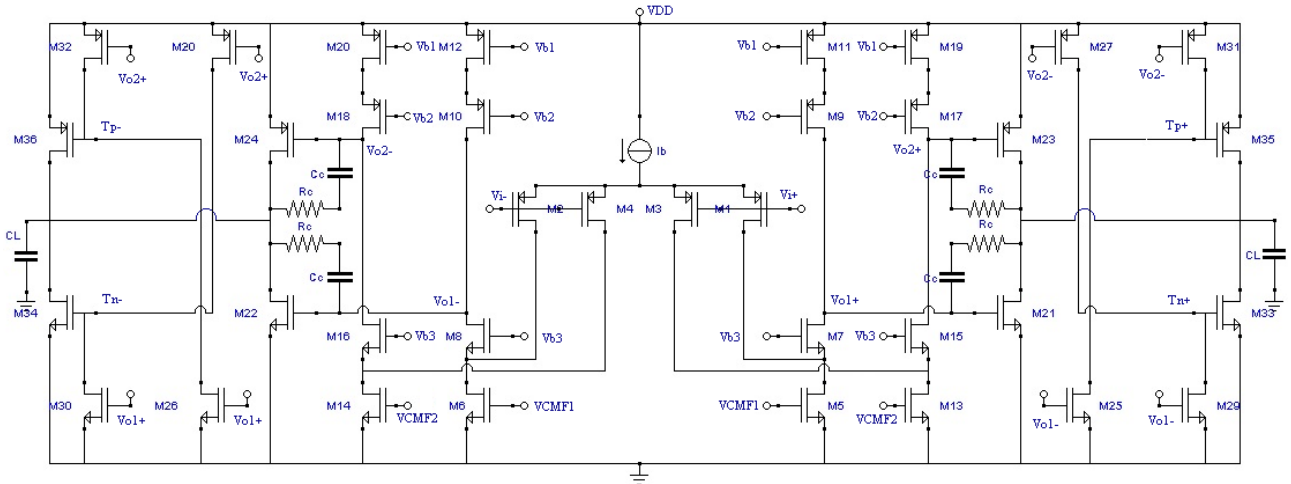 VDD
M32 M20 M20 Vb1 M12 Vb1 Vb1 M11 Vb1 M19 M27 M31
Vo2+ Vo2+ Vo2- Vo2-
M36 Tp- M24 M18 Vb2 M10 Vb2 Vb2 M9 Vb2 M17 M23 Tp+ M35
Vo2- Ib Vo2+
Cc Cc
Rc Vi- M2 M4 M3 M1 Vi+ Rc
CL Rc Rc CL
Cc Cc
Tn- Vo1- Vo1+ Tn+
M34 M22 M16 Vb3 M8 Vb3 Vb3 M7 Vb3 M15 M21 M33
M30 M26 M14 VCMF2 M6 VCMF1 VCMF1 M5 VCMF2 M13 M25 M29
Vo1+ Vo1+ Vo1- Vo1-